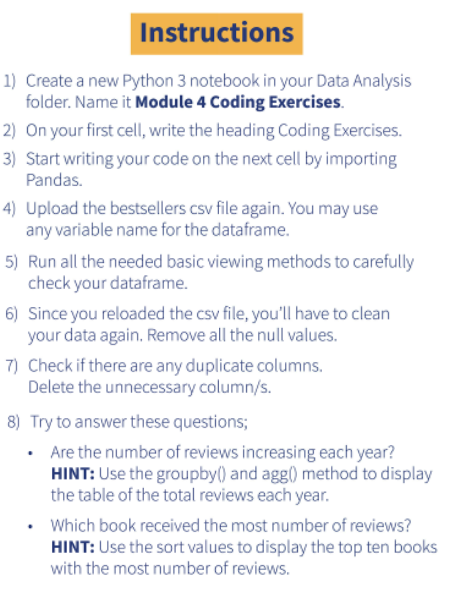 Instructions
1) Create a new Python 3 notebook in your Data Analysis
folder. Name it Module 4 Coding Exercises.
2) On your first cell, write the heading Coding Exercises.
3) Start writing your code on the next cell by importing
Pandas.
4) Upload the bestsellers csv file again. You may use
any variable name for the dataframe.
5) Run all the needed basic viewing methods to carefully
check your dataframe.
6) Since you reloaded the csv file, you'll have to clean
your data again. Remove all the null values.
7) Check if there are any duplicate columns.
Delete the unnecessary column/s.
8) Try to answer these questions;
• Are the number of reviews increasing each year?
HINT: Use the groupby() and agg() method to display
the table of the total reviews each year.
• Which book received the most number of reviews?
HINT: Use the sort values to display the top ten books
with the most number of reviews.